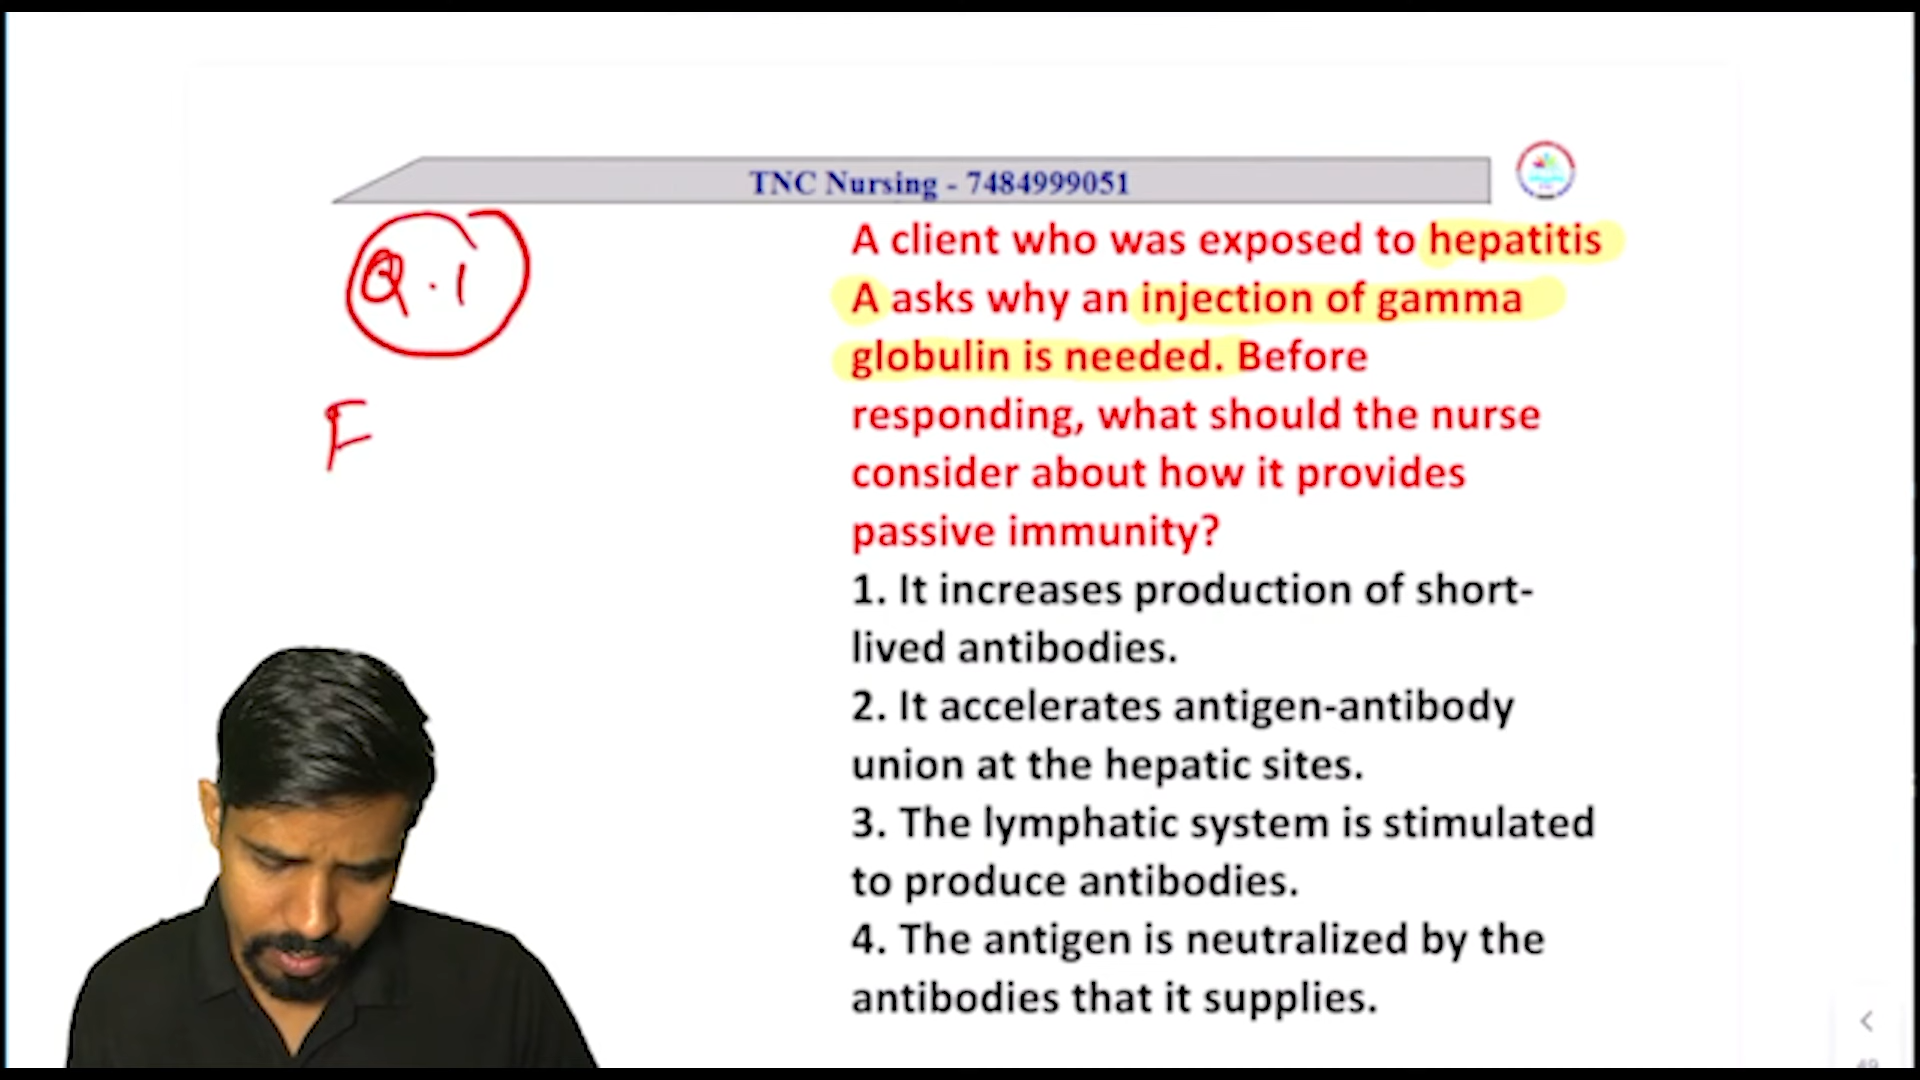 TNC Nursing - 7484999051
Q.1
F
A client who was exposed to hepatitis
A asks why an injection of gamma
globulin is needed. Before
responding, what should the nurse
consider about how it provides
passive immunity?
1. It increases production of short-
lived antibodies.
2. It accelerates antigen-antibody
union at the hepatic sites.
3. The lymphatic system is stimulated
to produce antibodies.
4. The antigen is neutralized by the
antibodies that it supplies.